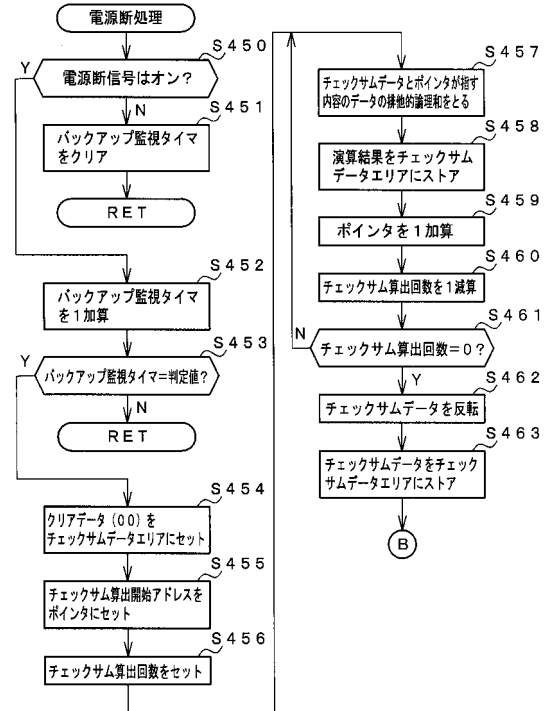 電源断処理
S450
電源断信号はオン?
Y
N
S451
バックアップ監視タイマ
をクリア
RET
S452
バックアップ監視タイマ
を1加算
S453
バックアップ監視タイマ=判定値?
Y
N
RET
S454
クリアデータ(00)を
チェックサムデータエリアにセット
S455
チェックサム算出開始アドレスを
ポインタにセット
S456
チェックサム算出回数をセット
S457
チェックサムデータとポインタが指す
内容のデータの排他的論理和をとる
S458
演算結果をチェックサム
データエリアにストア
S459
ポインタを1加算
S460
チェックサム算出回数を1減算
S461
チェックサム算出回数=0?
N
Y
S462
チェックサムデータを反転
S463
チェックサムデータをチェック
サムデータエリアにストア
B